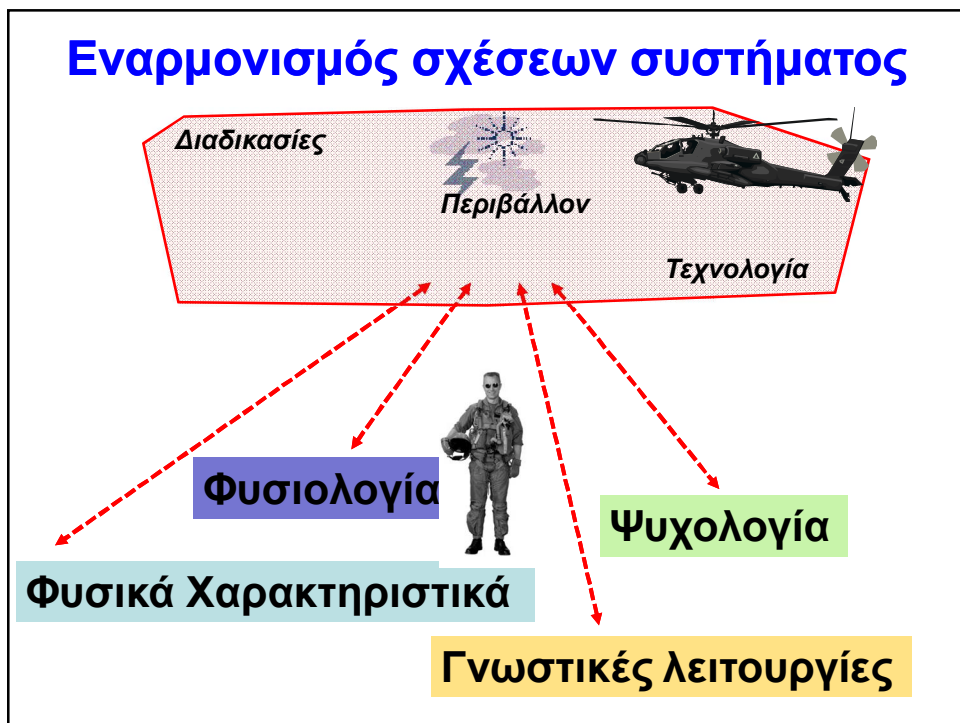 Εναρμονισμός σχέσεων συστήματος
Διαδικασίες
Περιβάλλον
Τεχνολογία
Φυσιολογία
Ψυχολογία
Φυσικά Χαρακτηριστικά
Γνωστικές λειτουργίες